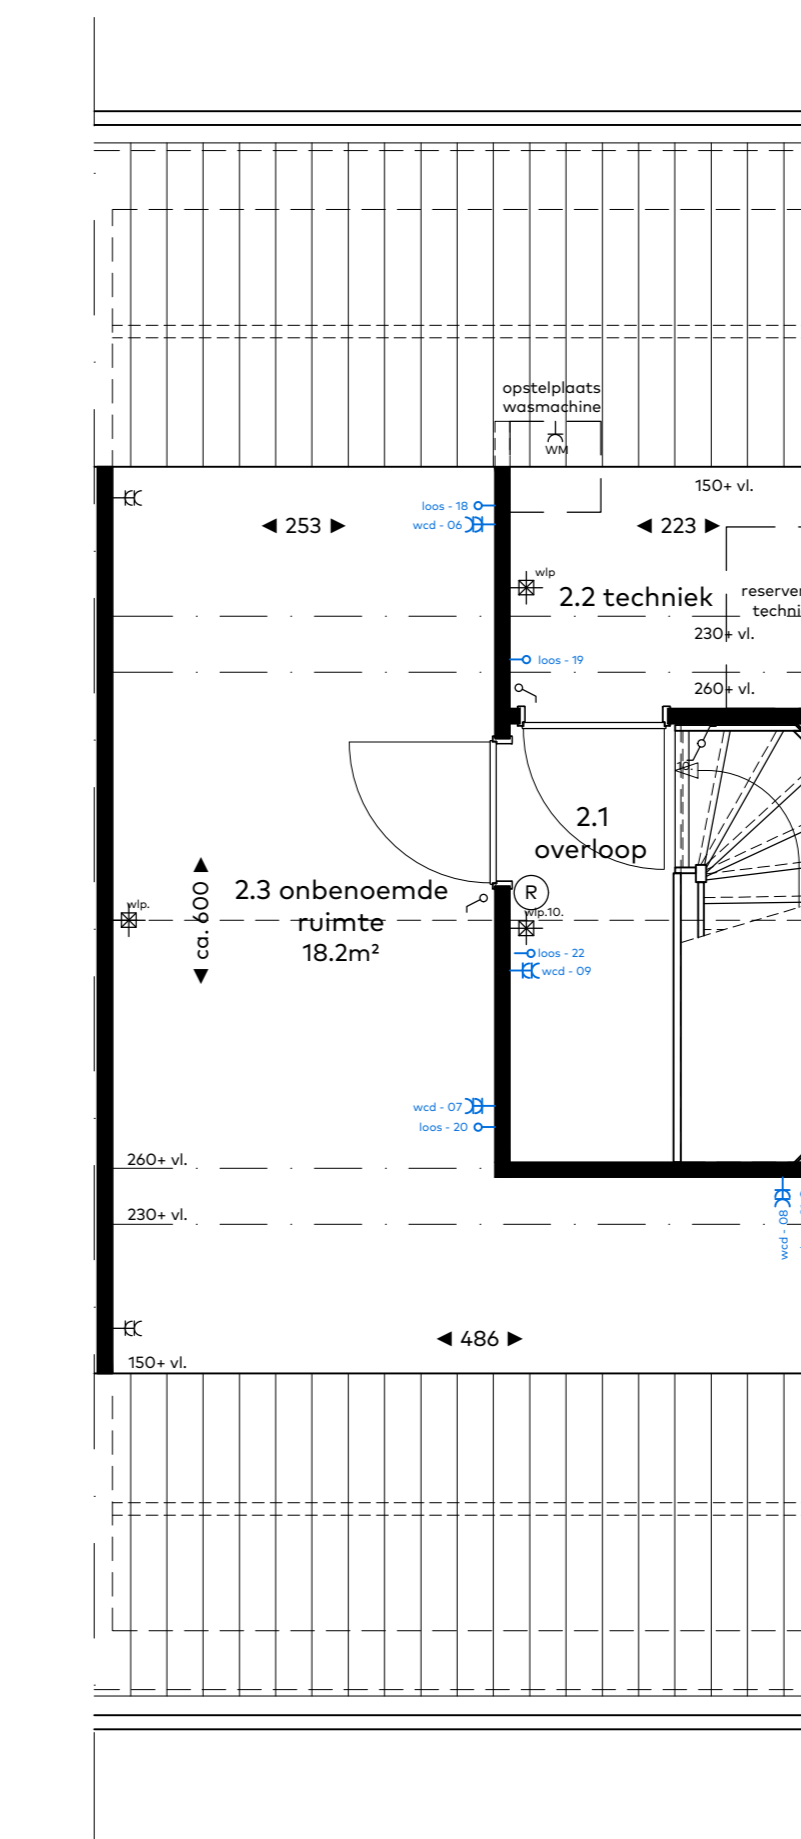 opstelplaats
wasmachine
WM
150+ vl.
loos - 18
wcd - 06
◄ 253 ►
◄ 223 ►
wlp
2.2 techniek
reserver
techni
230+ vl.
loos - 19
260+ vl.
10.
2.1
overloop
R
wlp.
◄ ca. 600 ►
2.3 onbenoemde
ruimte
18.2m²
wlp.10.
loos - 22
wcd - 09
wcd - 07
loos - 20
260+ vl.
230+ vl.
wcd - 08
◄ 486 ►
150+ vl.